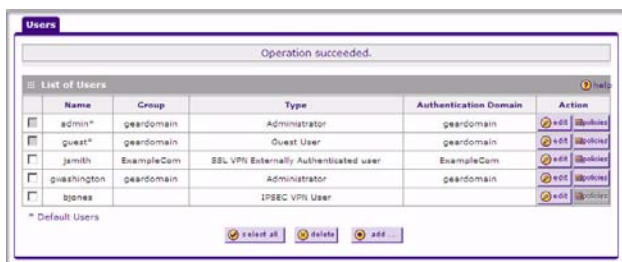 Users
Operation succeeded.
List of Users help
Name Group Type Authentication Domain Action
admin* geardomain Administrator geardomain edit policies
guest* geardomain Guest User geardomain edit policies
jsmith ExampleCom SSL VPN Externally Authenticated user ExampleCom edit policies
gwashington geardomain Administrator geardomain edit policies
bjones IPSEC VPN User edit policies
* Default Users
select all delete add ...